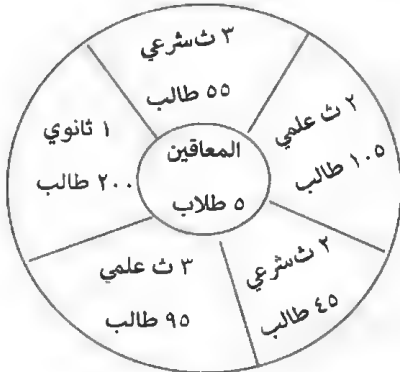 ٣ ث شرعي
٥٥ طالب
٢ ث علمي
١٠٥ طالب
١ ثانوي
٢٠٠ طالب
المعاقين
٥ طلاب
٣ ث علمي
٩٥ طالب
٢ ث شرعي
٤٥ طالب